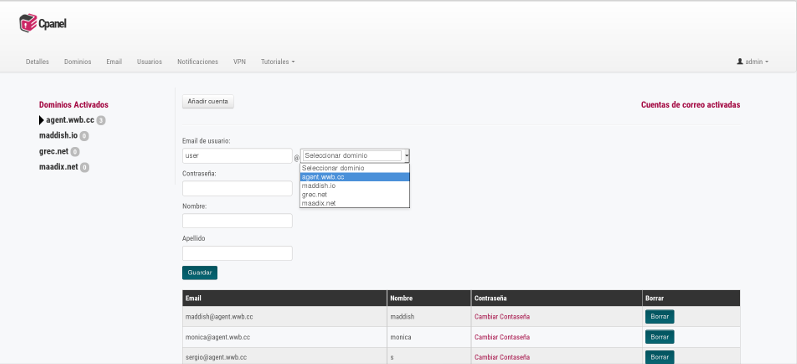 Cpanel
Detalles Dominios Email Usuarios Notificaciones VPN Tutoriales admin
Dominios Activados
agent.wwb.cc 3
maddish.io 0
grec.net 0
maadix.net 0
Añadir cuenta
Cuentas de correo activadas
Email de usuario:
user @ Seleccionar dominio
Seleccionar dominio
agent.wwb.cc
maddish.io
grec.net
maadix.net
Contraseña:
Nombre:
Apellido
Guardar
Email Nombre Contraseña Borrar
maddish@agent.wwb.cc maddish Cambiar Contaseña Borrar
monica@agent.wwb.cc monica Cambiar Contaseña Borrar
sergio@agent.wwb.cc s Cambiar Contaseña Borrar